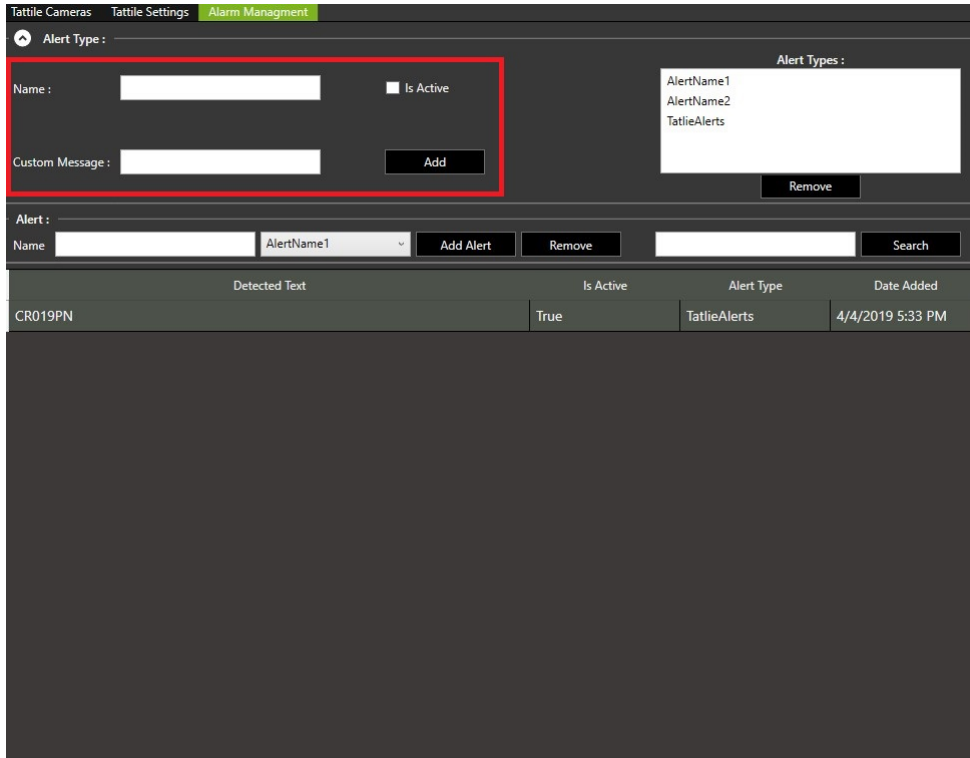 Tattile Cameras Tattile Settings Alarm Managment
Alert Type :
Alert Types :
Name : Is Active
AlertName1
AlertName2
TatlieAlerts
Custom Message : Add
Remove
Alert :
Name AlertName1 Add Alert Remove Search
Detected Text Is Active Alert Type Date Added
CR019PN True TatlieAlerts 4/4/2019 5:33 PM